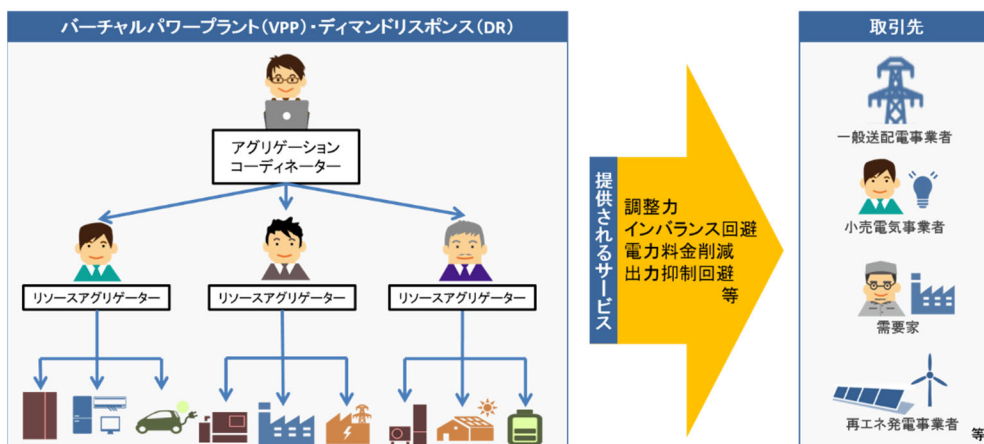 バーチャルパワープラント（VPP）・ディマンドリスポンス（DR）
アグリゲーション
コーディネーター
リソースアグリゲーター
リソースアグリゲーター
リソースアグリゲーター
提供されるサービス
調整力
インバランス回避
電力料金削減
出力抑制回避
等
取引先
一般送配電事業者
小売電気事業者
需要家
再エネ発電事業者
等